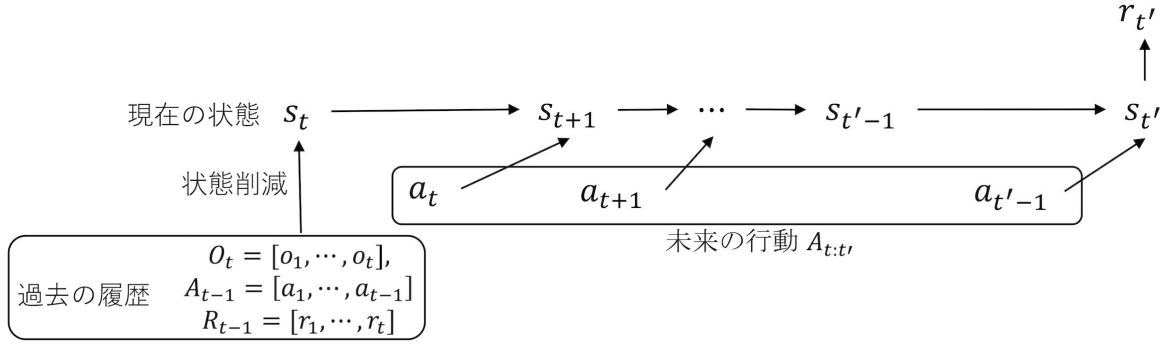 r_{t'}
現在の状態 s_t s_{t+1} ⋯ s_{t'-1} s_{t'}
状態削減
a_t a_{t+1} a_{t'-1}
未来の行動 A_{t:t'}
過去の履歴
O_t = [o_1, ⋯, o_t],
A_{t-1} = [a_1, ⋯, a_{t-1}]
R_{t-1} = [r_1, ⋯, r_t]